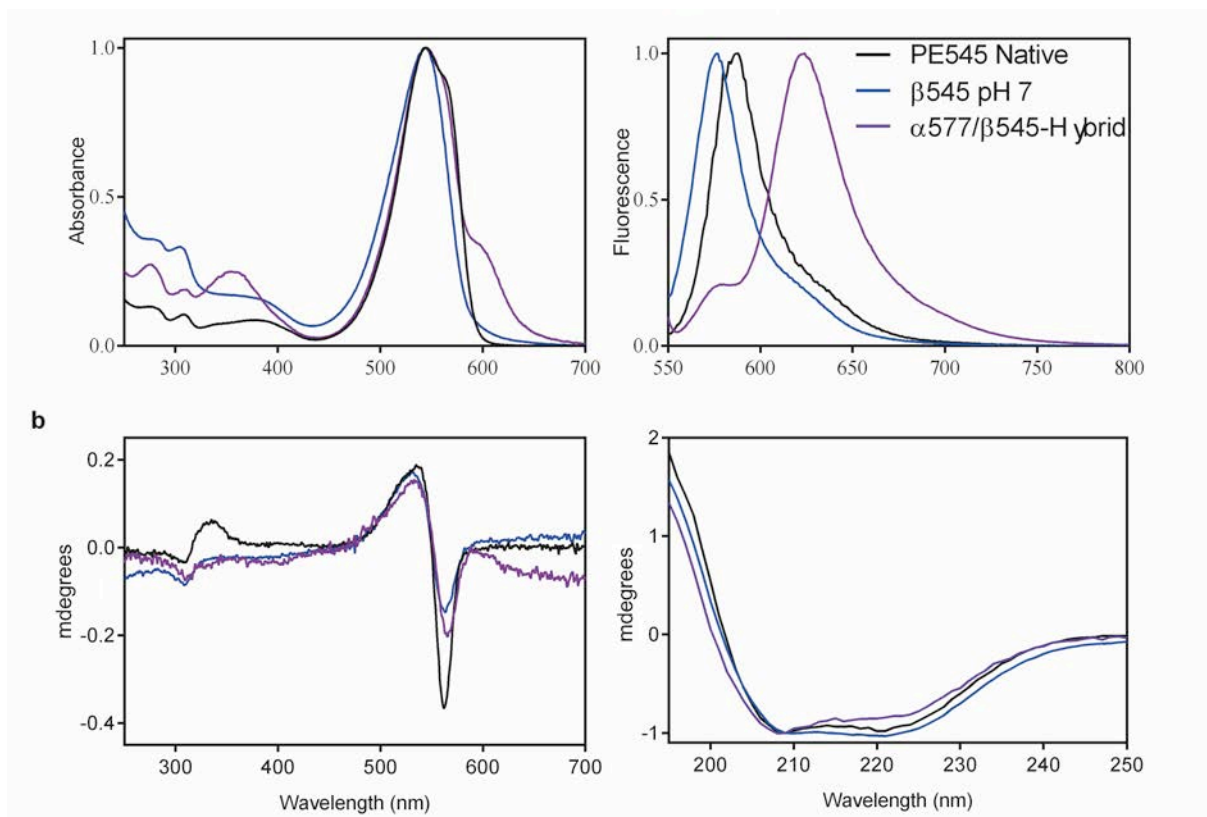 1.0
0.5
0.0
Absorbance
300 400 500 600 700
1.0
0.5
0.0
Fluorescence
550 600 650 700 750 800
PE545 Native
β545 pH 7
α577/β545-H ybrid
b
0.2
0.0
-0.2
-0.4
mdegrees
300 400 500 600 700
Wavelength (nm)
2
1
0
-1
mdegrees
200 210 220 230 240 250
Wavelength (nm)